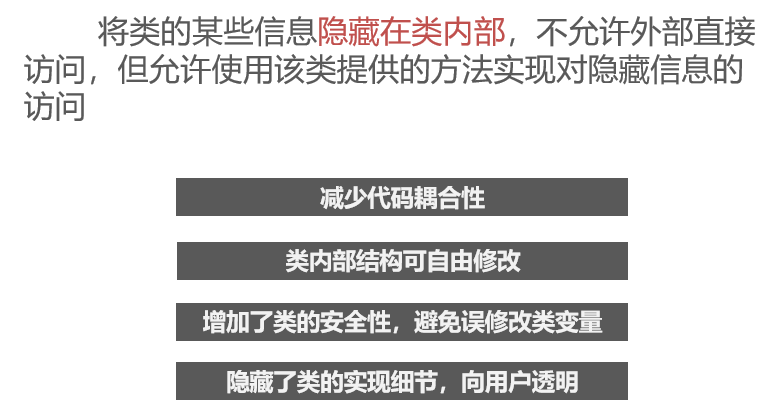 将类的某些信息隐藏在类内部，不允许外部直接
访问，但允许使用该类提供的方法实现对隐藏信息的
访问
减少代码耦合性
类内部结构可自由修改
增加了类的安全性，避免误修改类变量
隐藏了类的实现细节，向用户透明